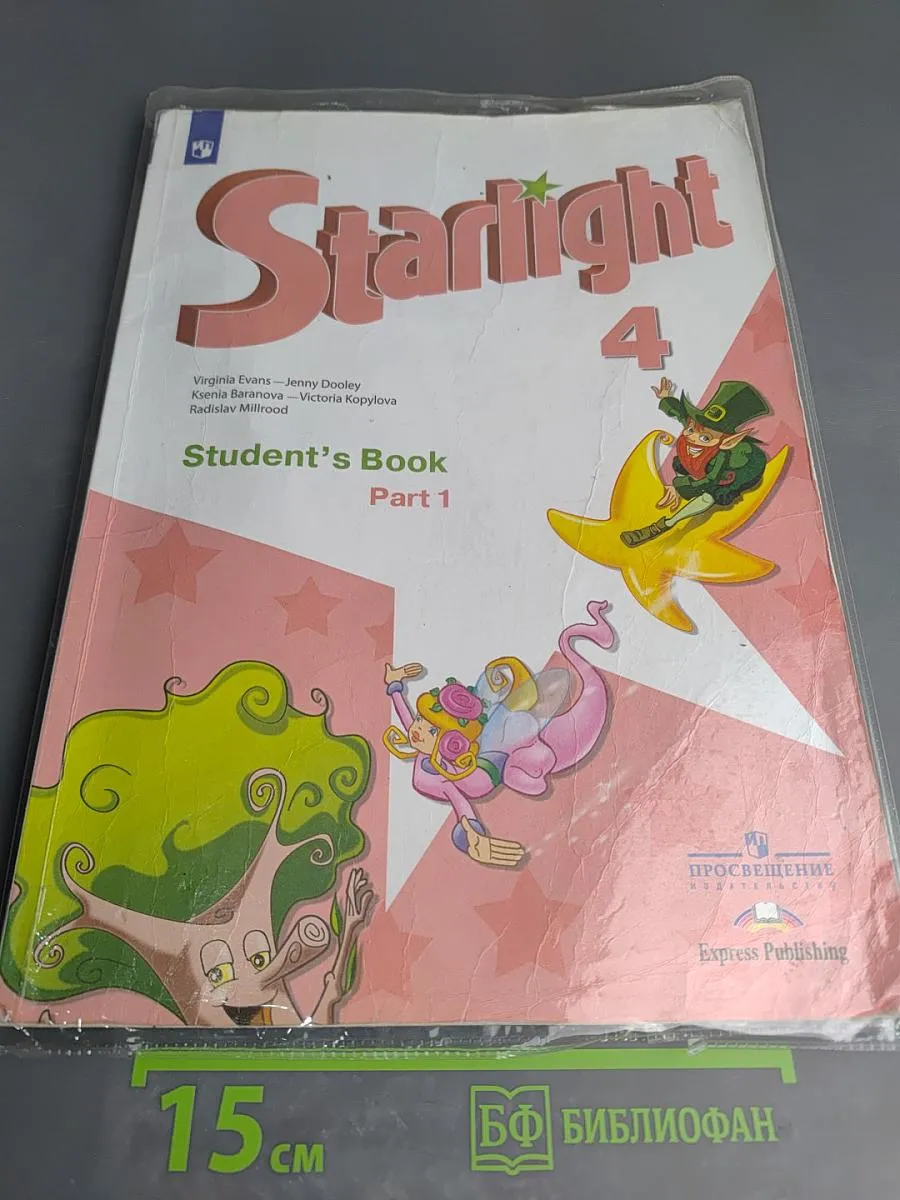 Starlight
4
Virginia Evans — Jenny Dooley
Ksenia Baranova — Victoria Kopylova
Radislav Millrood
Student's Book
Part 1
ПРОСВЕЩЕНИЕ
ИЗДАТЕЛЬСТВО
Express Publishing
15 см
БФ БИБЛИОФАН